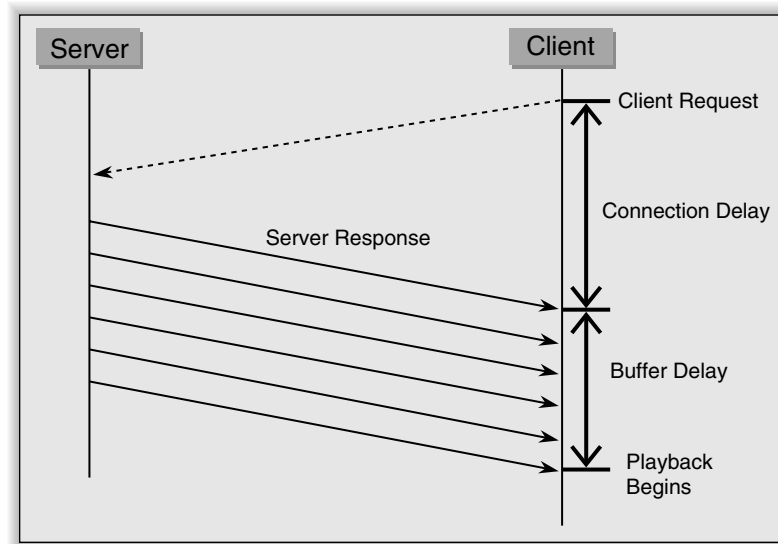 Server
Client
Client Request
Connection Delay
Server Response
Buffer Delay
Playback
Begins